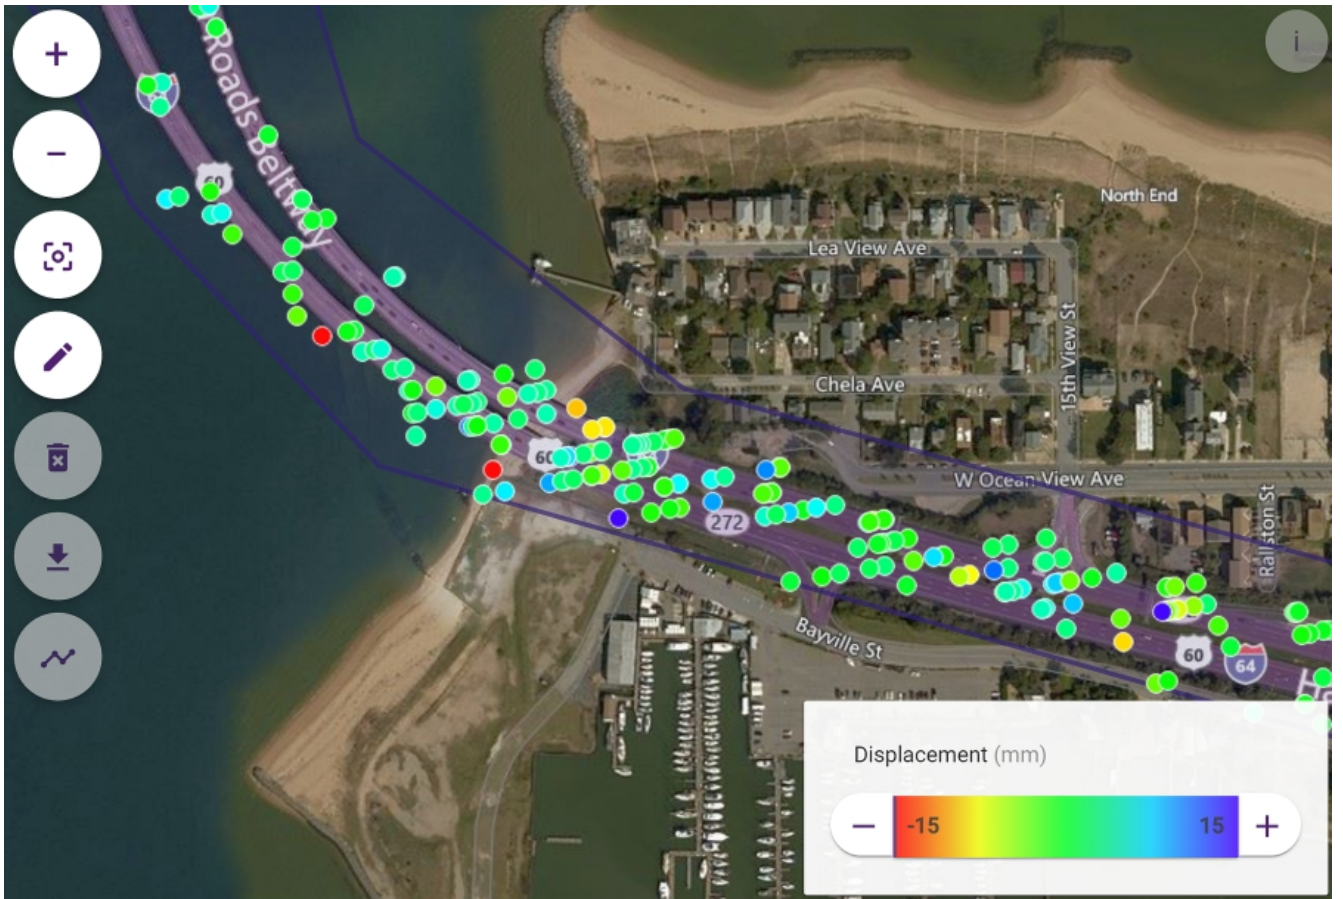 Roads Beltway
60
i
North End
Lea View Ave
15th View St
Chela Ave
60
W Ocean View Ave
272
Rallston St
Bayville St
60
64
Displacement (mm)
-15
15